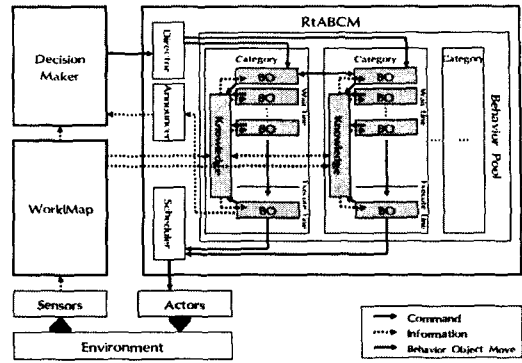 RtABCM
Decision
Maker
Director
Announcer
Category
BO
BO
BO
Wait Line
Knowledge
Execute Line
BO
Category
BO
BO
BO
Wait Line
Knowledge
Execute Line
BO
Category
Behavior Pool
WorldMap
Scheduler
Sensors
Actors
Environment
Command
Information
Behavior Object Move